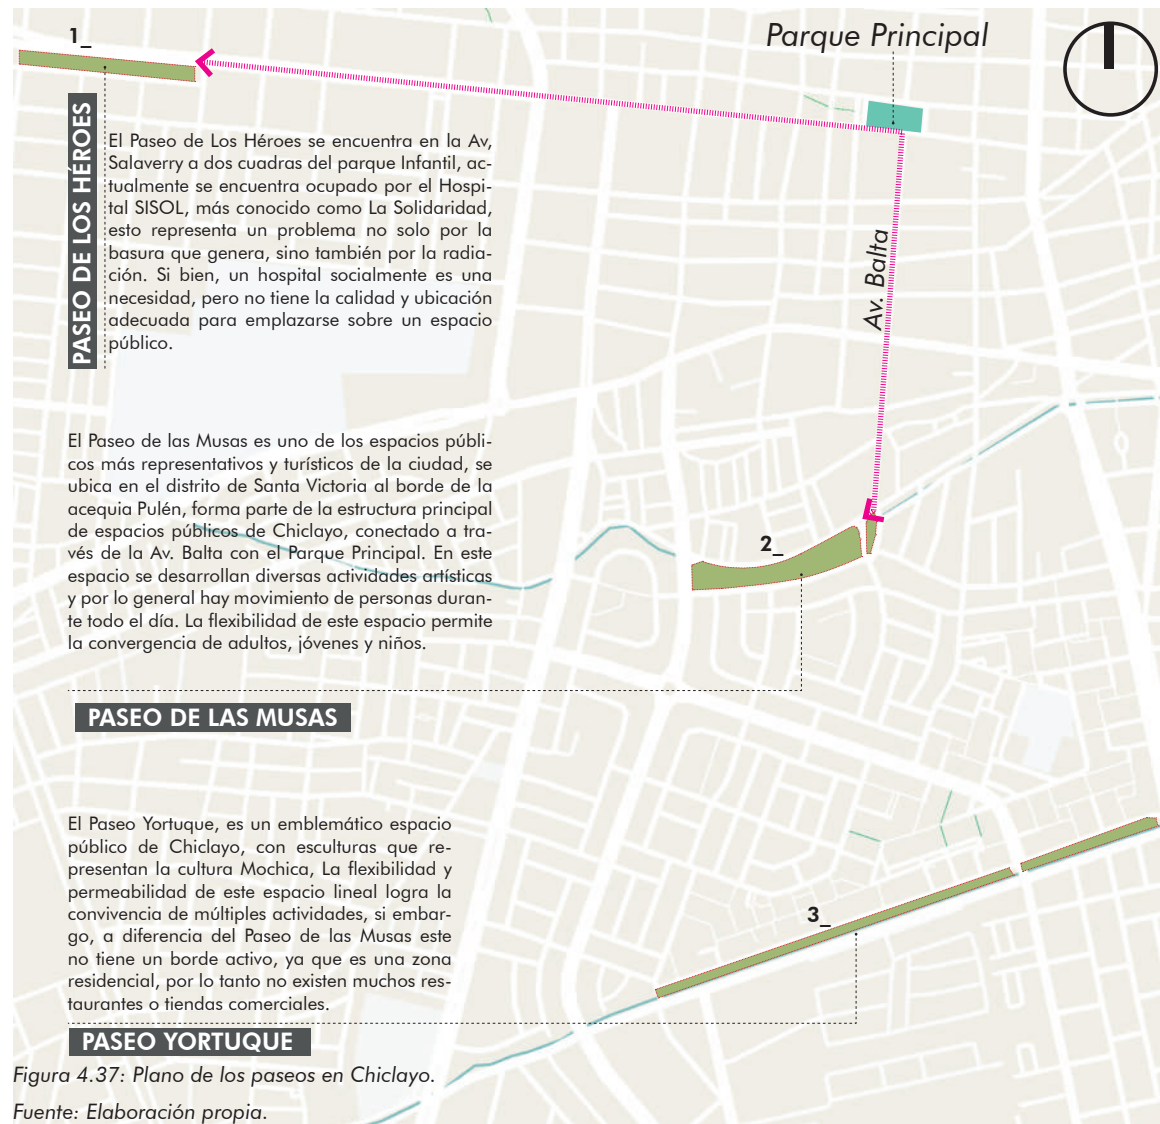 1_
Parque Principal
PASEO DE LOS HÉROES
El Paseo de Los Héroes se encuentra en la Av,
Salaverry a dos cuadras del parque Infantil, ac-
tualmente se encuentra ocupado por el Hospi-
tal SISOL, más conocido como La Solidaridad,
esto representa un problema no solo por la
basura que genera, sino también por la radia-
ción. Si bien, un hospital socialmente es una
necesidad, pero no tiene la calidad y ubicación
adecuada para emplazarse sobre un espacio
público.
Av. Balta
El Paseo de las Musas es uno de los espacios públi-
cos más representativos y turísticos de la ciudad, se
ubica en el distrito de Santa Victoria al borde de la
acequia Pulén, forma parte de la estructura principal
de espacios públicos de Chiclayo, conectado a tra-
vés de la Av. Balta con el Parque Principal. En este
espacio se desarrollan diversas actividades artísticas
y por lo general hay movimiento de personas duran-
te todo el día. La flexibilidad de este espacio permite
la convergencia de adultos, jóvenes y niños.
2_
PASEO DE LAS MUSAS
El Paseo Yortuque, es un emblemático espacio
público de Chiclayo, con esculturas que re-
presentan la cultura Mochica, La flexibilidad y
permeabilidad de este espacio lineal logra la
convivencia de múltiples actividades, si embar-
go, a diferencia del Paseo de las Musas este
no tiene un borde activo, ya que es una zona
residencial, por lo tanto no existen muchos res-
taurantes o tiendas comerciales.
3_
PASEO YORTUQUE
Figura 4.37: Plano de los paseos en Chiclayo.
Fuente: Elaboración propia.